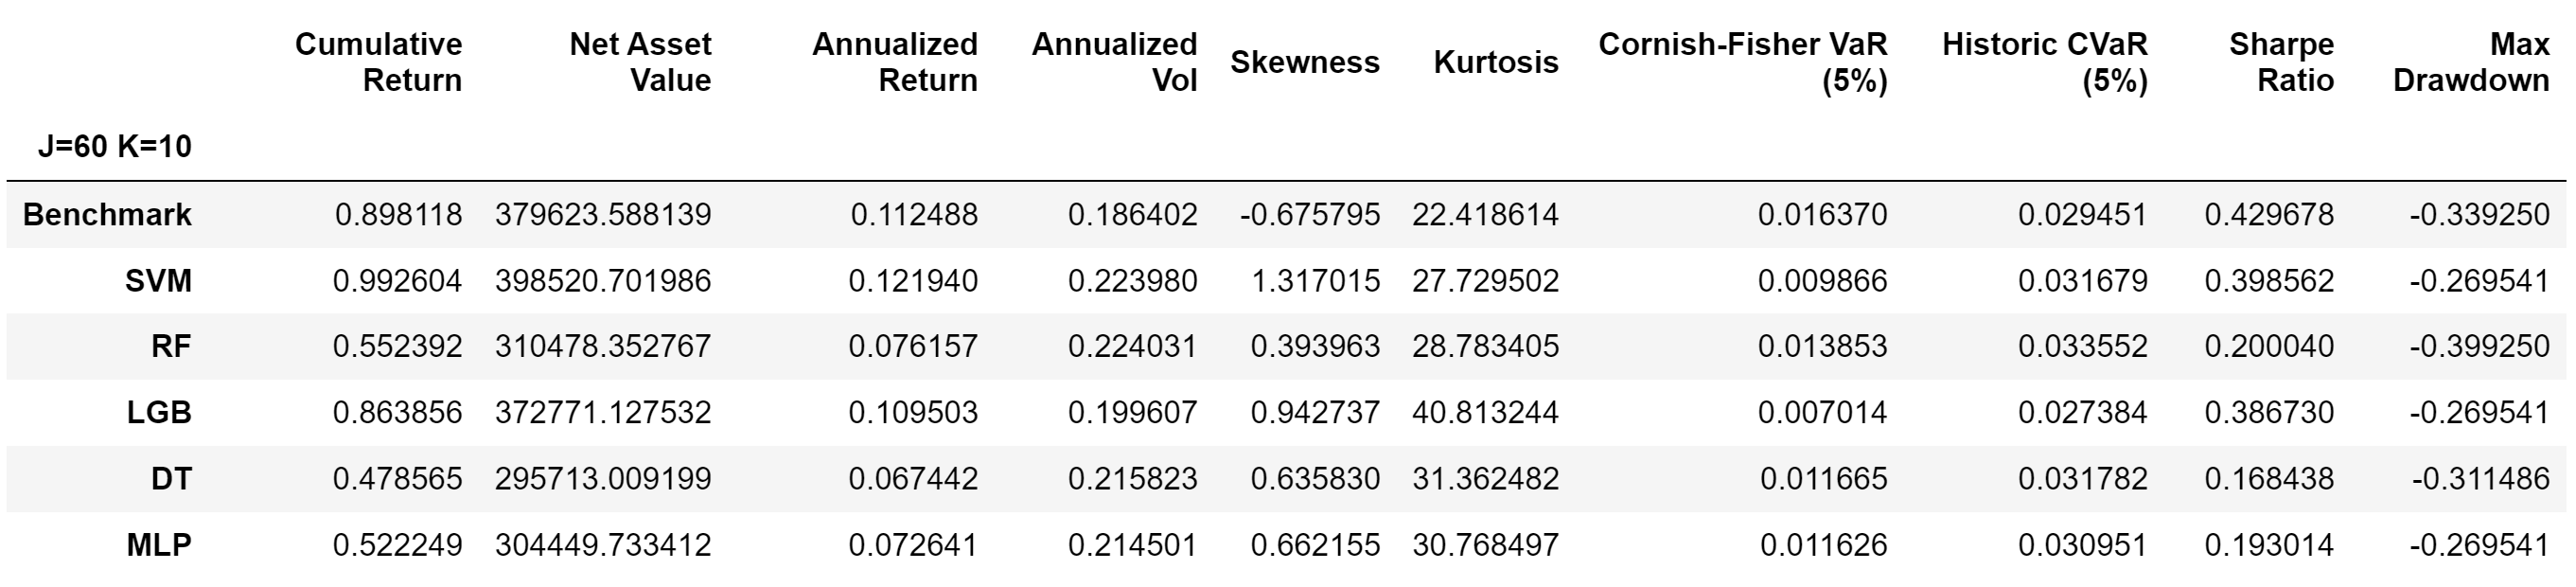 Cumulative Return Net Asset Value Annualized Return Annualized Vol Skewness Kurtosis Cornish-Fisher VaR (5%) Historic CVaR (5%) Sharpe Ratio Max Drawdown
J=60 K=10
Benchmark 0.898118 379623.588139 0.112488 0.186402 -0.675795 22.418614 0.016370 0.029451 0.429678 -0.339250
SVM 0.992604 398520.701986 0.121940 0.223980 1.317015 27.729502 0.009866 0.031679 0.398562 -0.269541
RF 0.552392 310478.352767 0.076157 0.224031 0.393963 28.783405 0.013853 0.033552 0.200040 -0.399250
LGB 0.863856 372771.127532 0.109503 0.199607 0.942737 40.813244 0.007014 0.027384 0.386730 -0.269541
DT 0.478565 295713.009199 0.067442 0.215823 0.635830 31.362482 0.011665 0.031782 0.168438 -0.311486
MLP 0.522249 304449.733412 0.072641 0.214501 0.662155 30.768497 0.011626 0.030951 0.193014 -0.269541